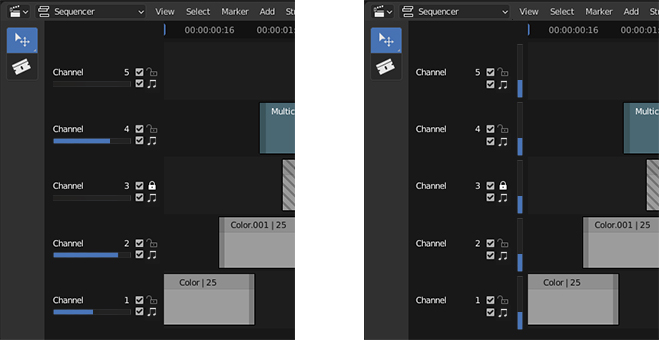 Sequencer View Select Marker Add St
00:00:00:16 00:00:01:
Channel 5
Channel 4
Multic
Channel 3
Channel 2
Color.001 | 25
Channel 1
Color | 25
Sequencer View Select Marker Add Str
00:00:00:16 00:00:01:
Channel 5
Channel 4
Multic
Channel 3
Channel 2
Color.001 | 25
Channel 1
Color | 25